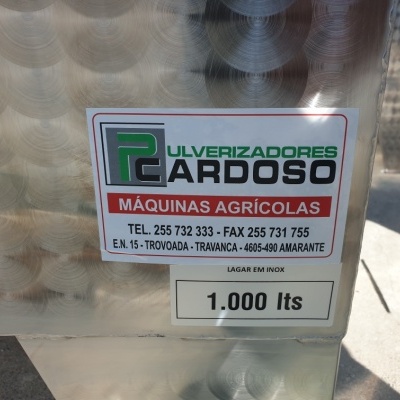 PULVERIZADORES
CARDOSO
MÁQUINAS AGRÍCOLAS
TEL. 255 732 333 - FAX 255 731 755
E.N. 15 - TROVOADA - TRAVANCA - 4605-490 AMARANTE
LAGAR EM INOX
1.000 lts